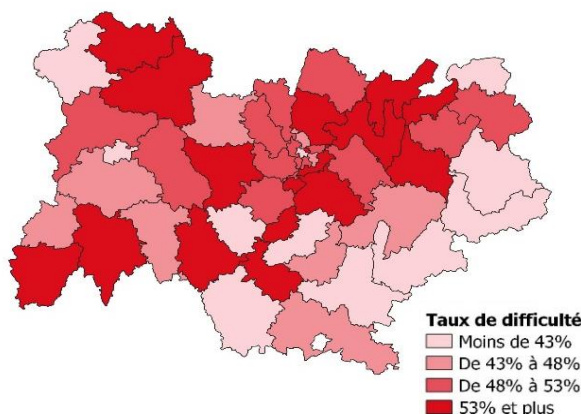 Taux de difficulté
Moins de 43%
De 43% à 48%
De 48% à 53%
53% et plus